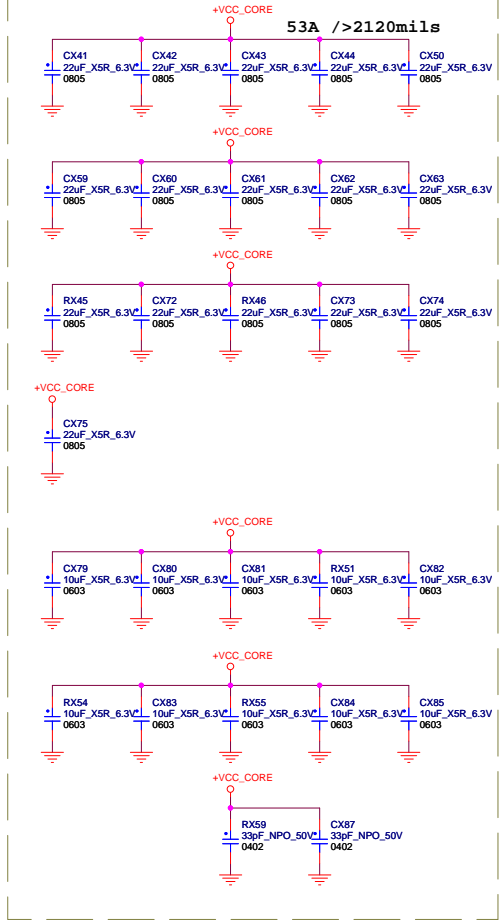 +VCC_CORE
53A />2120mils
CX41 CX42 CX43 CX44 CX50
22uF_X5R_6.3V 22uF_X5R_6.3V 22uF_X5R_6.3V 22uF_X5R_6.3V 22uF_X5R_6.3V
0805 0805 0805 0805 0805
+VCC_CORE
CX59 CX60 CX61 CX62 CX63
22uF_X5R_6.3V 22uF_X5R_6.3V 22uF_X5R_6.3V 22uF_X5R_6.3V 22uF_X5R_6.3V
0805 0805 0805 0805 0805
+VCC_CORE
RX45 CX72 RX46 CX73 CX74
22uF_X5R_6.3V 22uF_X5R_6.3V 22uF_X5R_6.3V 22uF_X5R_6.3V 22uF_X5R_6.3V
0805 0805 0805 0805 0805
+VCC_CORE
CX75
22uF_X5R_6.3V
0805
+VCC_CORE
CX79 CX80 CX81 RX51 CX82
10uF_X5R_6.3V 10uF_X5R_6.3V 10uF_X5R_6.3V 10uF_X5R_6.3V 10uF_X5R_6.3V
0603 0603 0603 0603 0603
+VCC_CORE
RX54 CX83 RX55 CX84 CX85
10uF_X5R_6.3V 10uF_X5R_6.3V 10uF_X5R_6.3V 10uF_X5R_6.3V 10uF_X5R_6.3V
0603 0603 0603 0603 0603
+VCC_CORE
RX59 CX87
33pF_NPO_50V 33pF_NPO_50V
0402 0402